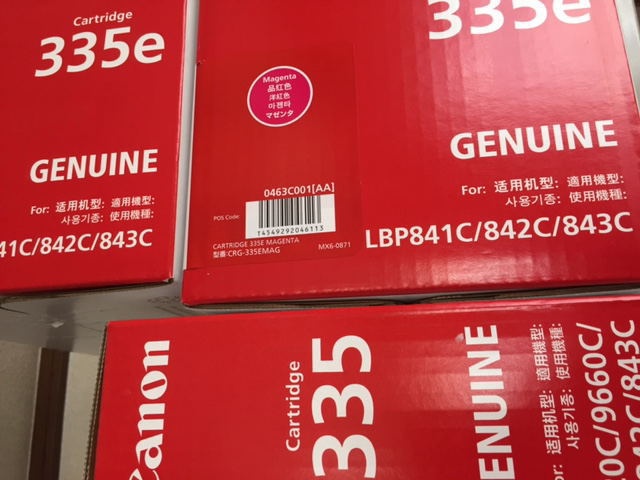 Cartridge
335e
GENUINE
For: 适用机型: 適用機型:
사용기종: 使用機種:
41C/842C/843C
335e
Magenta
品红色
洋紅色
마젠타
マゼンタ
0463C001[AA]
POS Code:
4549292046113
CARTRIDGE 335E MAGENTA
型番:CRG-335EMAG
MX6-0871
GENUINE
For: 适用机型: 適用機型:
사용기종: 使用機種:
LBP841C/842C/843C
Canon
Cartridge
335
GENUINE
适用机型: 適用機型:
사용기종: 使用機種:
0C/9660C/